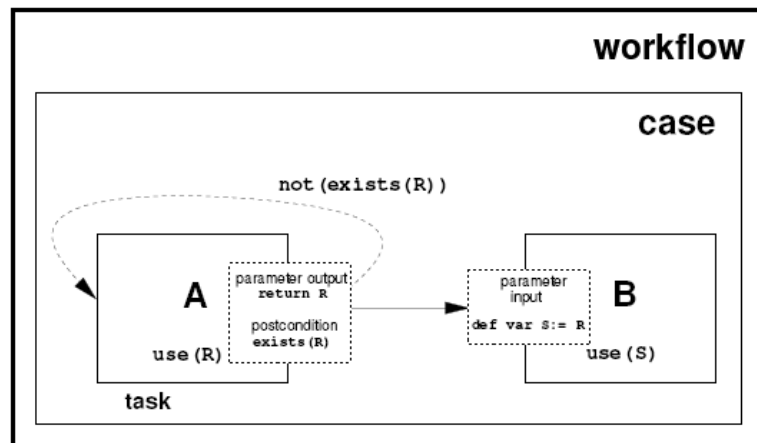 workflow
case
not(exists(R))
parameter output
return R
A
postcondition
exists(R)
use(R)
task
parameter
input
B
def var S:= R
use(S)